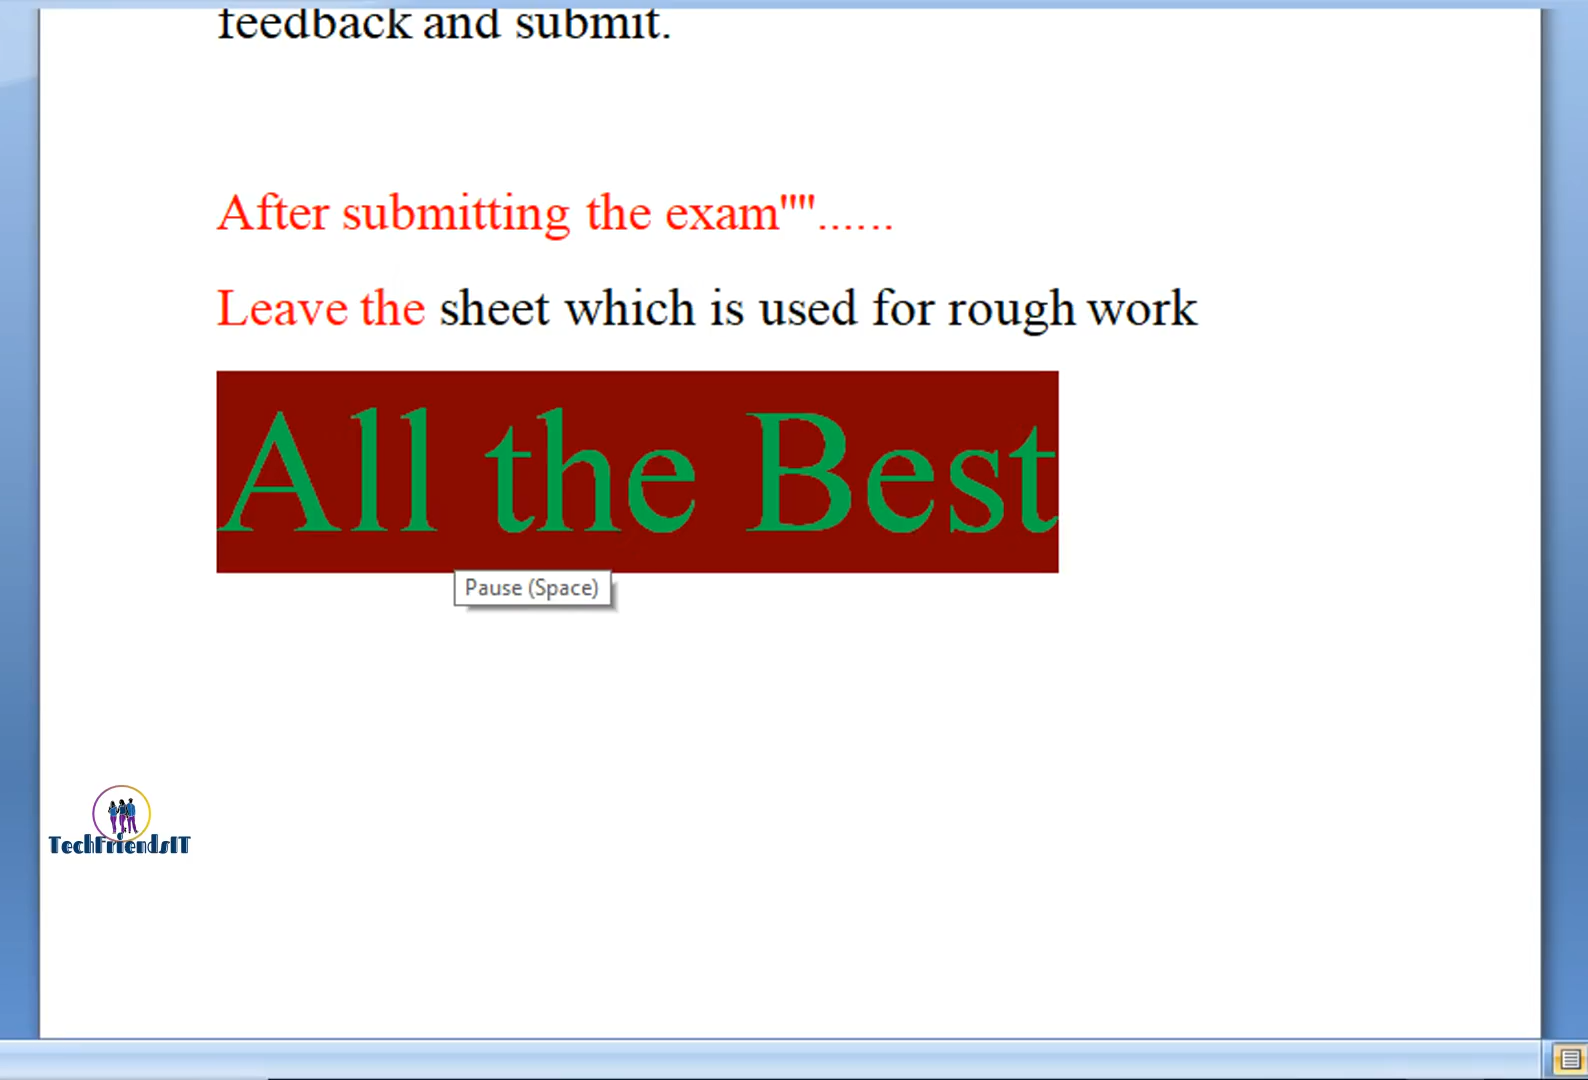 feedback and submit.
After submitting the exam""......
Leave the sheet which is used for rough work
All the Best
Pause (Space)
TechFriendsIT